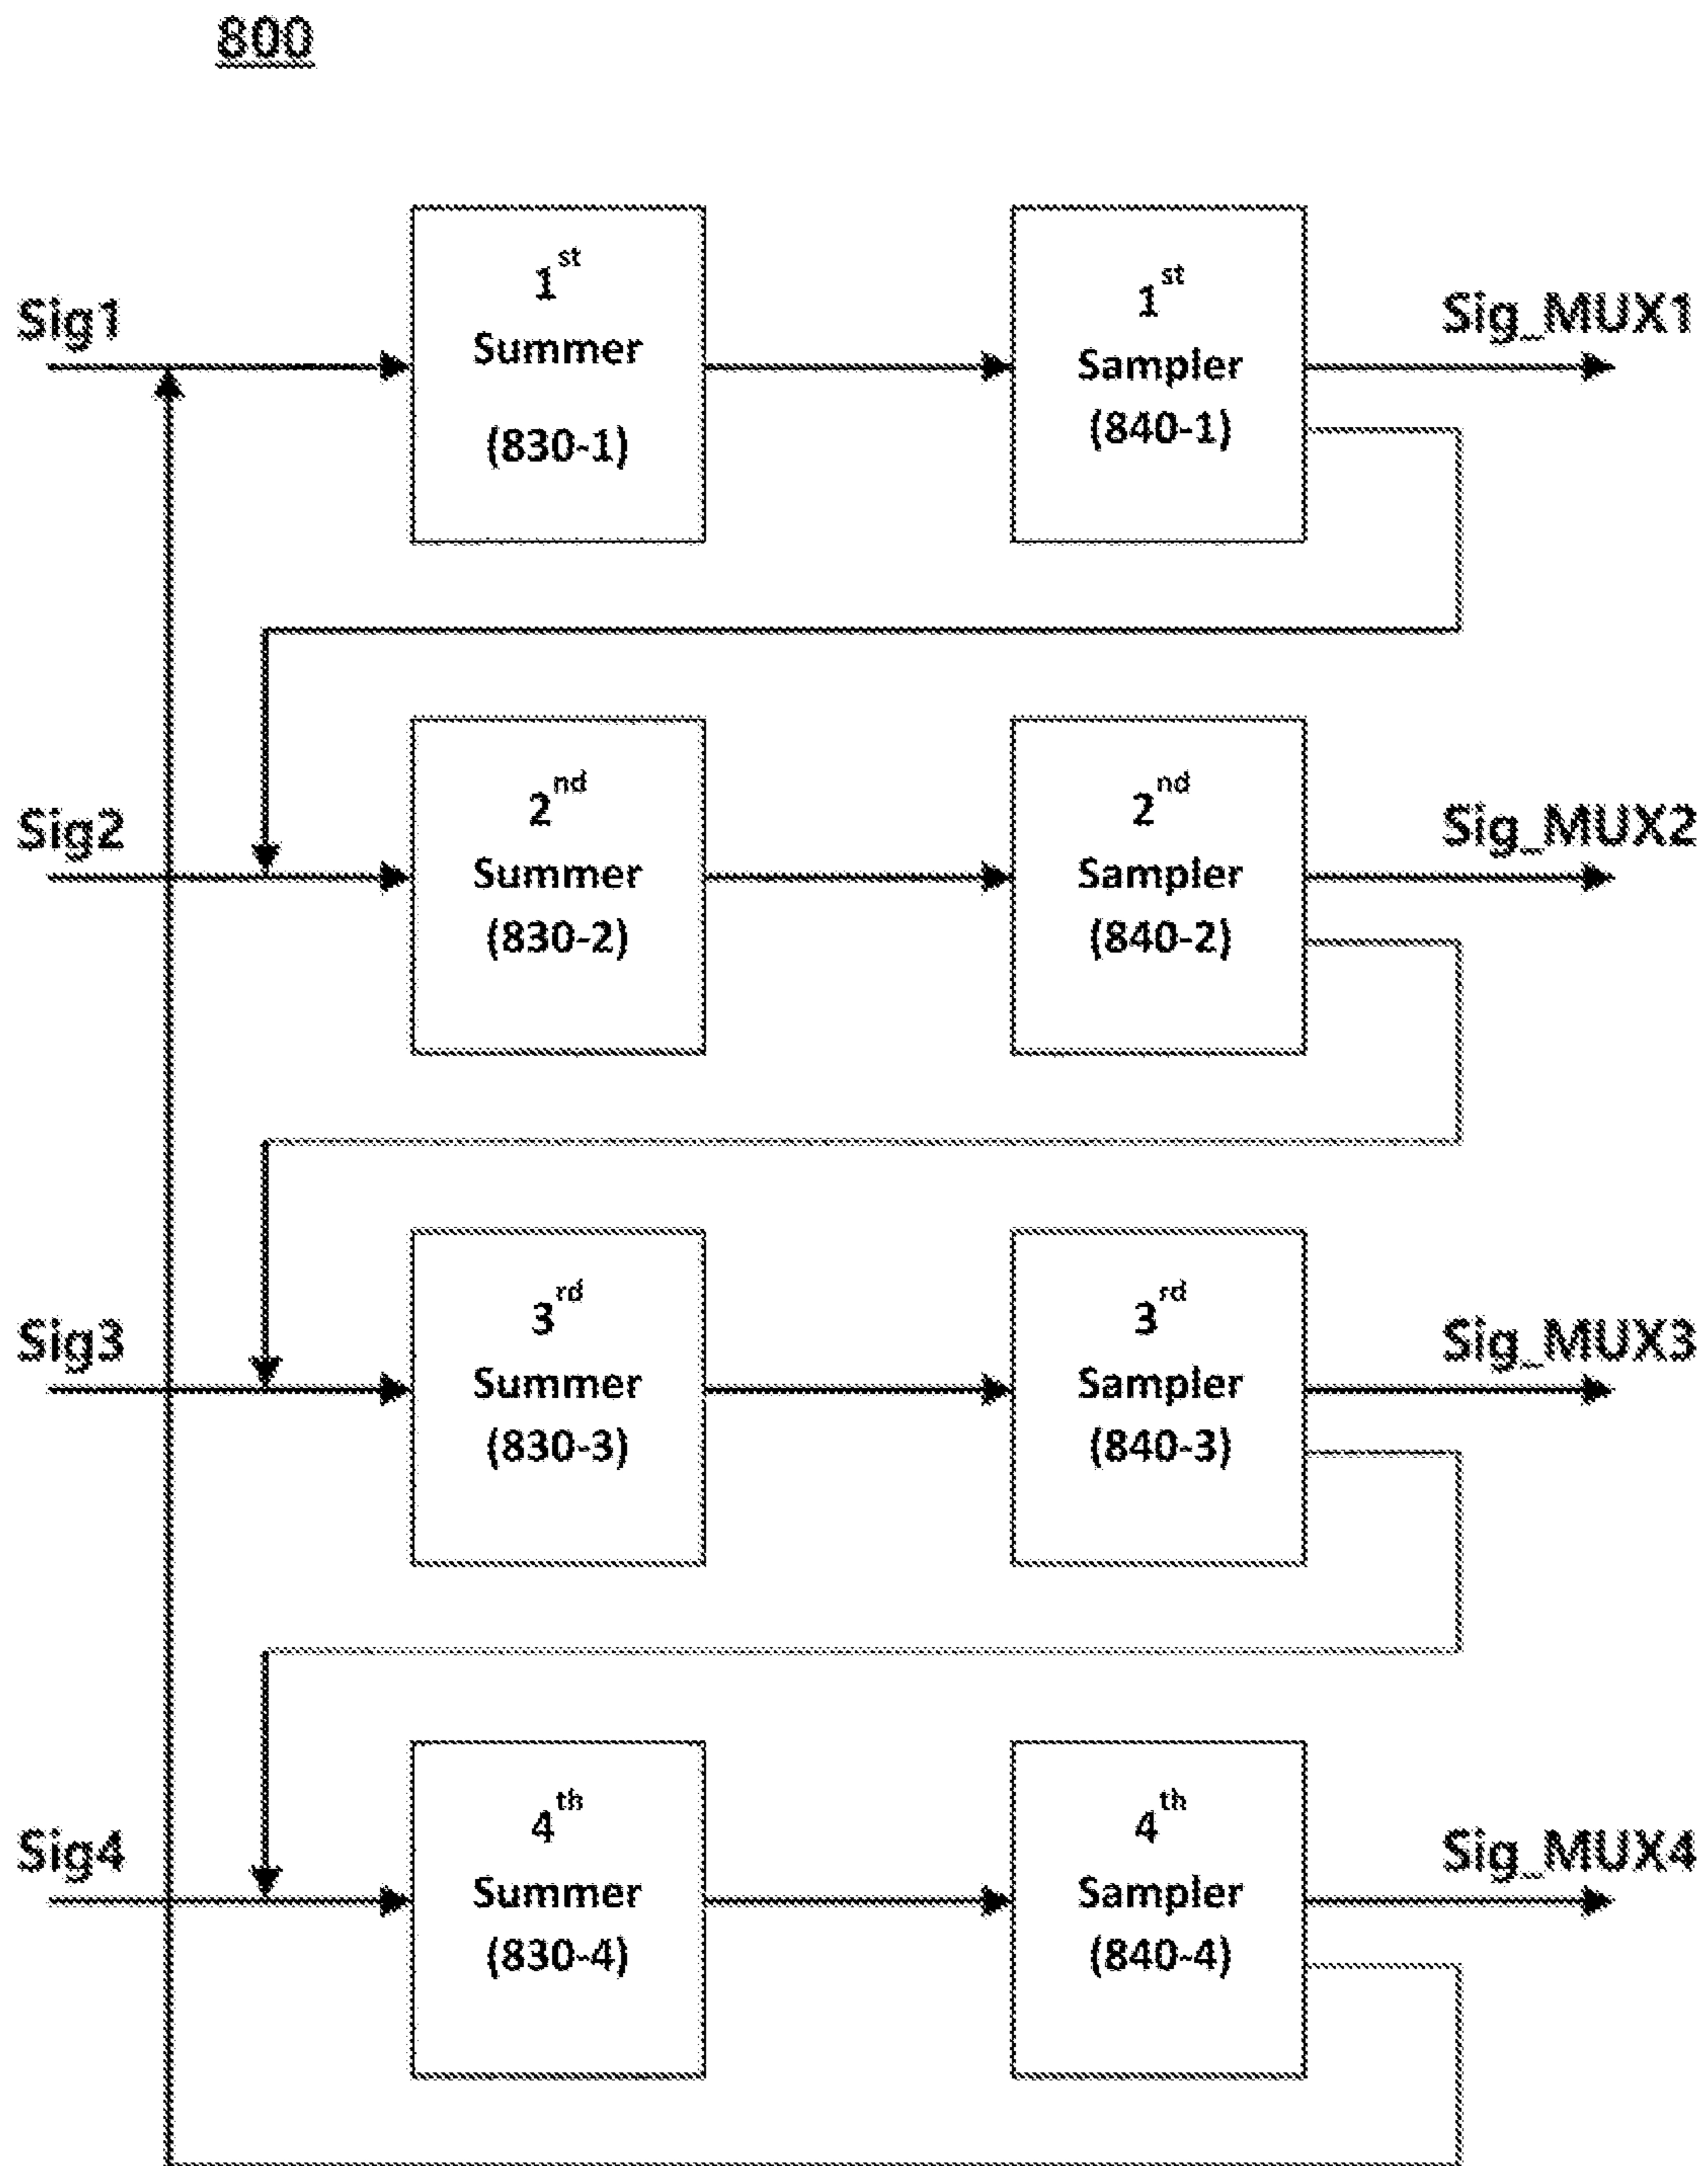 800
Sig1
1st
Summer
(830-1)
1st
Sampler
(840-1)
Sig_MUX1
Sig2
2nd
Summer
(830-2)
2nd
Sampler
(840-2)
Sig_MUX2
Sig3
3rd
Summer
(830-3)
3rd
Sampler
(840-3)
Sig_MUX3
Sig4
4th
Summer
(830-4)
4th
Sampler
(840-4)
Sig_MUX4